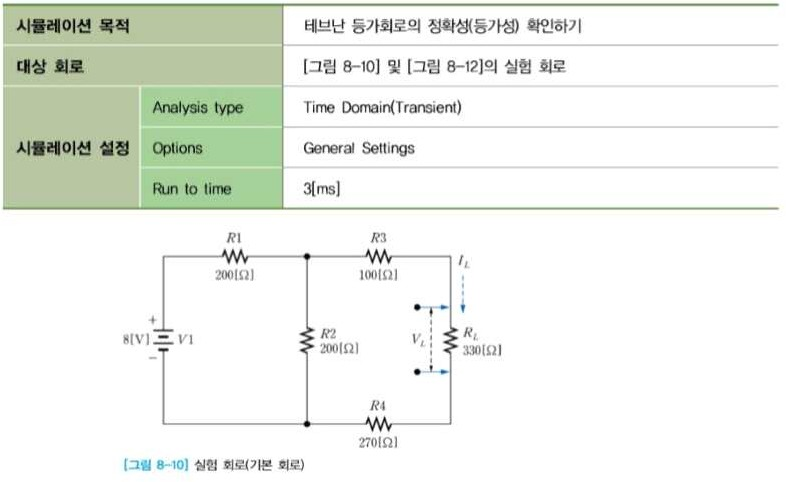 시뮬레이션 목적 테브난 등가회로의 정확성(등가성) 확인하기
대상 회로 [그림 8-10] 및 [그림 8-12]의 실험 회로
시뮬레이션 설정 Analysis type Time Domain(Transient)
Options General Settings
Run to time 3[ms]
R1 R3
200[Ω] 100[Ω]
I_L
+
8[V] V1
−
R2
200[Ω]
V_L
R_L
330[Ω]
R4
270[Ω]
[그림 8-10] 실험 회로(기본 회로)